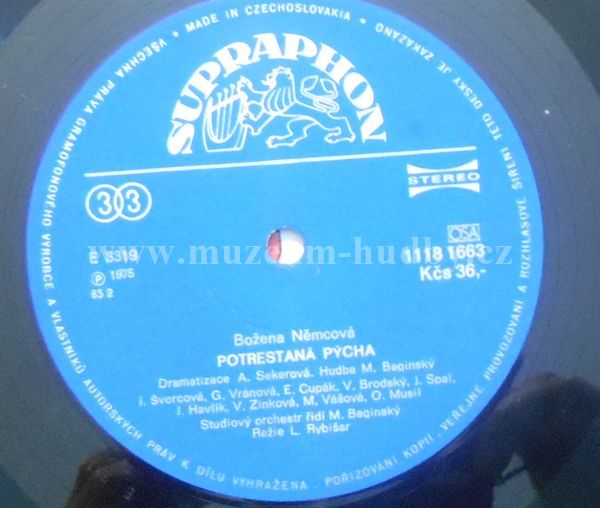 VŠECHNA PRÁVA GRAMOFONOVÉHO VÝROBCE A VLASTNÍKŮ AUTORSKÝCH PRÁV K DÍLU VYHRAŽENA. POŘIZOVÁNÍ KOPIÍ, VEŘEJNÉ PROVOZOVÁNÍ A ROZHLASOVÉ ŠÍŘENÍ TÉTO DESKY JE ZAKÁZÁNO • MADE IN CZECHOSLOVAKIA •
SUPRAPHON
33
STEREO
E 3319
Ⓟ 1975
85 2
OSA
1118 1663
Kčs 36,-
www.muzeum-hudby.cz
Božena Němcová
POTRESTANÁ PÝCHA
Dramatizace A. Sekerová. Hudba M. Baginský
J. Švorcová, G. Vránová, E. Cupák, V. Brodský, J. Spal,
J. Havlík, V. Zinková, M. Vášová, O. Musil
Studiový orchestr řídí M. Baginský
Režie L. Rybišar